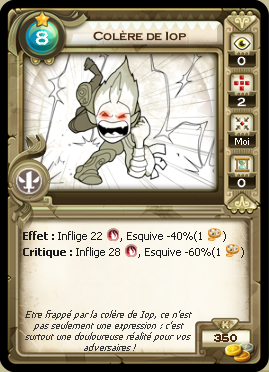 COLÈRE DE IOP
8
0
2
Moi
0
Effet : Inflige 22 , Esquive -40%(1 )
Critique : Inflige 28 , Esquive -60%(1 )
Etre frappé par la colère de Iop, ce n'est
pas seulement une expression : c'est
surtout une douloureuse réalité pour vos
adversaires !
K
350